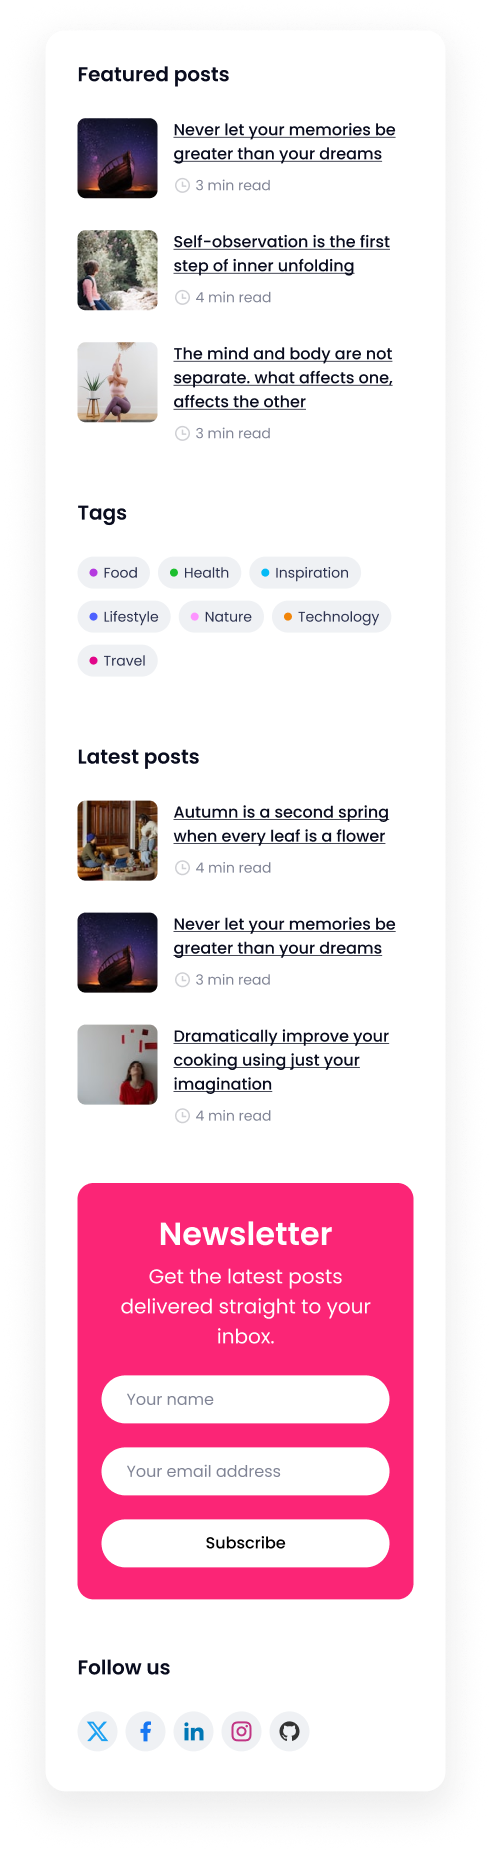 Featured posts
Never let your memories be
greater than your dreams
3 min read
Self-observation is the first
step of inner unfolding
4 min read
The mind and body are not
separate. what affects one,
affects the other
3 min read
Tags
Food Health Inspiration
Lifestyle Nature Technology
Travel
Latest posts
Autumn is a second spring
when every leaf is a flower
4 min read
Never let your memories be
greater than your dreams
3 min read
Dramatically improve your
cooking using just your
imagination
4 min read
Newsletter
Get the latest posts
delivered straight to your
inbox.
Your name
Your email address
Subscribe
Follow us